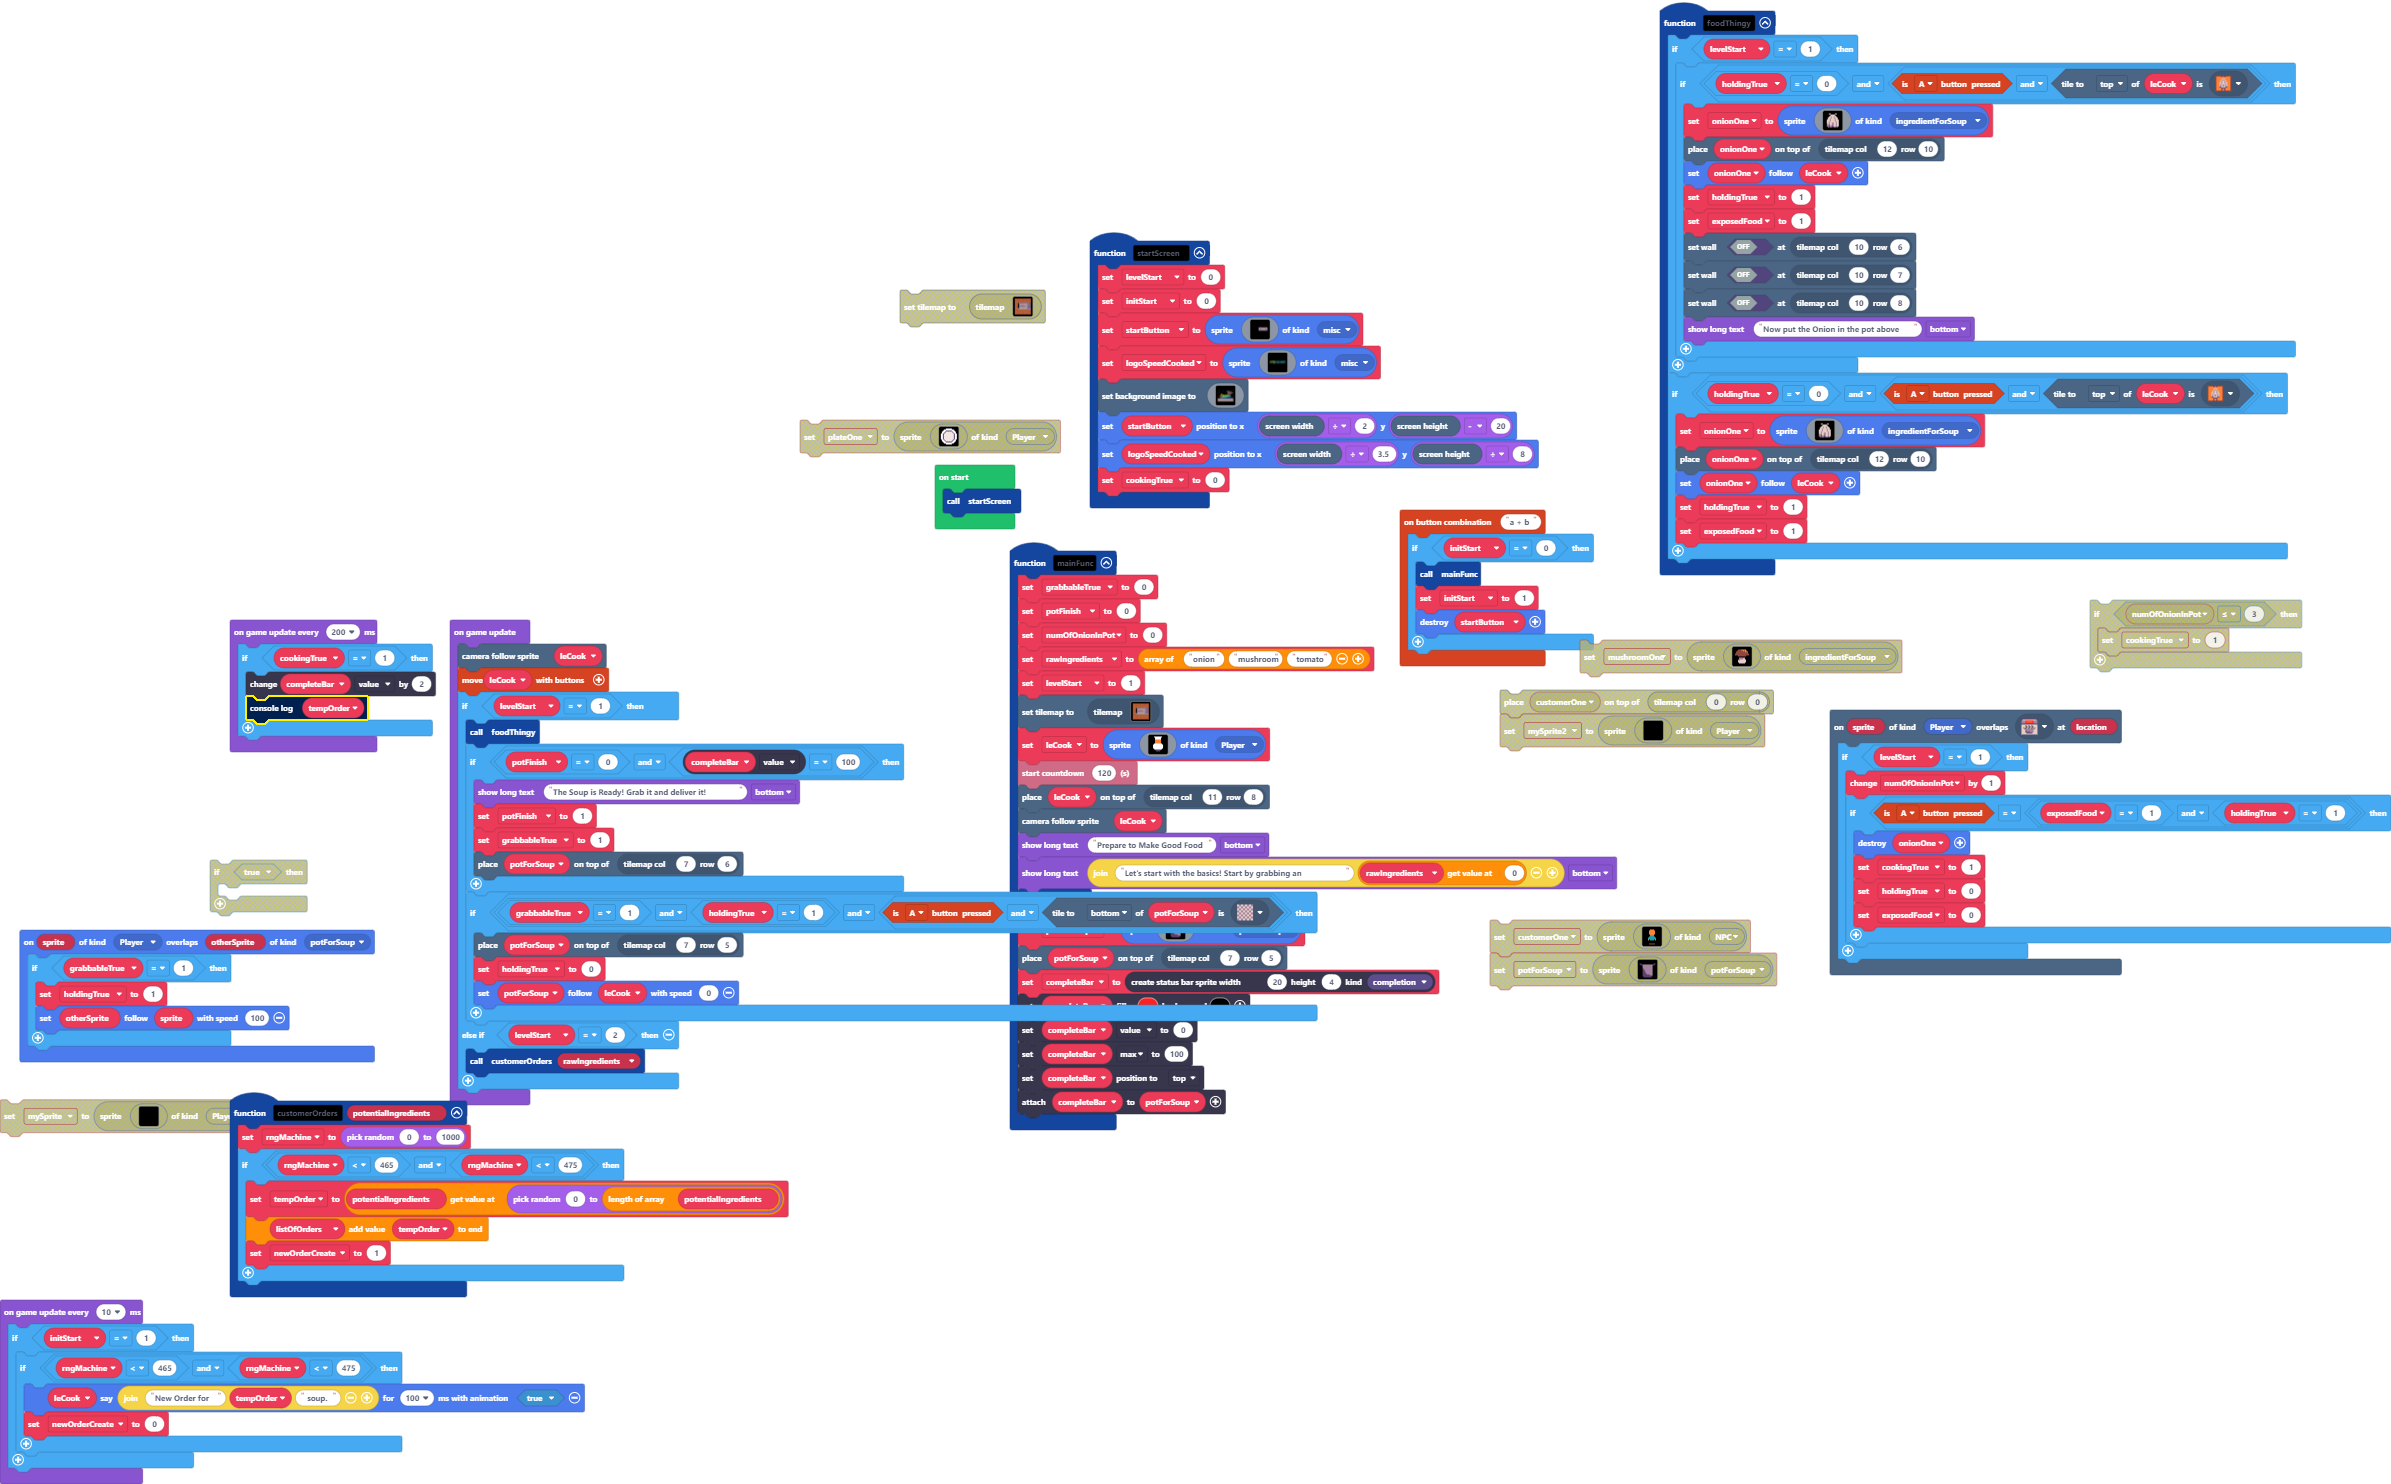 function foodThingy
if levelStart = 1 then
if holdingTrue = 0 and is A button pressed and tile to top of leCook is then
set onionOne to sprite of kind ingredientForSoup
place onionOne on top of tilemap col 12 row 10
set onionOne follow leCook
set holdingTrue to 1
set exposedFood to 1
set wall OFF at tilemap col 10 row 6
set wall OFF at tilemap col 10 row 7
set wall OFF at tilemap col 10 row 8
show long text "Now put the Onion in the pot above" bottom
if holdingTrue = 0 and is A button pressed and tile to top of leCook is then
set onionOne to sprite of kind ingredientForSoup
place onionOne on top of tilemap col 12 row 10
set onionOne follow leCook
set holdingTrue to 1
set exposedFood to 1
function startScreen
set levelStart to 0
set initStart to 0
set startButton to sprite of kind misc
set logoSpeedCooked to sprite of kind misc
set background image to
set startButton position to x screen width ÷ 2 y screen height - 20
set logoSpeedCooked position to x screen width ÷ 3.5 y screen height ÷ 8
set cookingTrue to 0
set tilemap to tilemap
set plateOne to sprite of kind Player
on start
call startScreen
on button combination "a + b"
if initStart = 0 then
call mainFunc
set initStart to 1
destroy startButton
function mainFunc
set grabbableTrue to 0
set potFinish to 0
set numOfOnionInPot to 0
set rawIngredients to array of "onion" "mushroom" "tomato"
set levelStart to 1
set tilemap to tilemap
set leCook to sprite of kind Player
start countdown 120 (s)
place leCook on top of tilemap col 11 row 8
camera follow sprite leCook
show long text "Prepare to Make Good Food" bottom
show long text join "Let's start with the basics! Start by grabbing an" rawIngredients get value at 0 bottom
place potForSoup on top of tilemap col 7 row 5
set completeBar to create status bar sprite width 20 height 4 kind completion
set completeBar value to 0
set completeBar max to 100
set completeBar position to top
attach completeBar to potForSoup
if numOfOnionInPot ≤ 3 then
set cookingTrue to 1
set mushroomOne to sprite of kind ingredientForSoup
place customerOne on top of tilemap col 0 row 0
set mySprite2 to sprite of kind Player
on sprite of kind Player overlaps at location
if levelStart = 1 then
change numOfOnionInPot by 1
if is A button pressed = exposedFood = 1 and holdingTrue = 1 then
destroy onionOne
set cookingTrue to 1
set holdingTrue to 0
set exposedFood to 0
set customerOne to sprite of kind NPC
set potForSoup to sprite of kind potForSoup
on game update every 200 ms
if cookingTrue = 1 then
change completeBar value by 2
console log tempOrder
on game update
camera follow sprite leCook
move leCook with buttons
if levelStart = 1 then
call foodThingy
if potFinish = 0 and completeBar value = 100 then
show long text "The Soup is Ready! Grab it and deliver it!" bottom
set potFinish to 1
set grabbableTrue to 1
place potForSoup on top of tilemap col 7 row 6
if grabbableTrue = 1 and holdingTrue = 1 and is A button pressed and tile to bottom of potForSoup is then
place potForSoup on top of tilemap col 7 row 5
set holdingTrue to 0
set potForSoup follow leCook with speed 0
else if levelStart = 2 then
call customerOrders rawIngredients
if true then
on sprite of kind Player overlaps otherSprite of kind potForSoup
if grabbableTrue = 1 then
set holdingTrue to 1
set otherSprite follow sprite with speed 100
set mySprite to sprite of kind
function customerOrders potentialIngredients
set rngMachine to pick random 0 to 1000
if rngMachine < 465 and rngMachine < 475 then
set tempOrder to potentialIngredients get value at pick random 0 to length of array potentialIngredients
listOfOrders add value tempOrder to end
set newOrderCreate to 1
on game update every 10 ms
if initStart = 1 then
if rngMachine < 465 and rngMachine < 475 then
leCook say join "New Order for" tempOrder "soup." for 100 ms with animation true
set newOrderCreate to 0